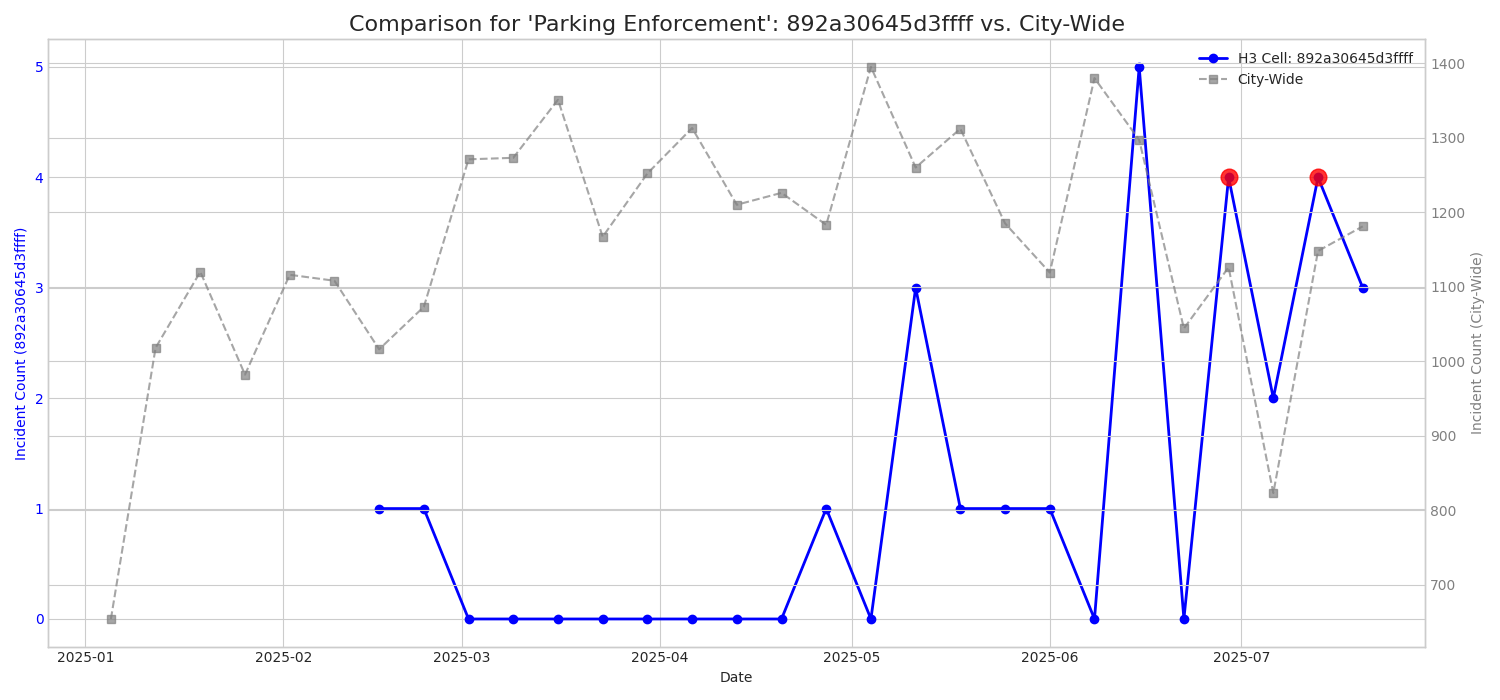 Comparison for 'Parking Enforcement': 892a30645d3ffff vs. City-Wide
H3 Cell: 892a30645d3ffff
City-Wide
Incident Count (892a30645d3ffff)
5
4
3
2
1
0
1400
1300
1200
1100
1000
900
800
700
Incident Count (City-Wide)
2025-01 2025-02 2025-03 2025-04 2025-05 2025-06 2025-07
Date